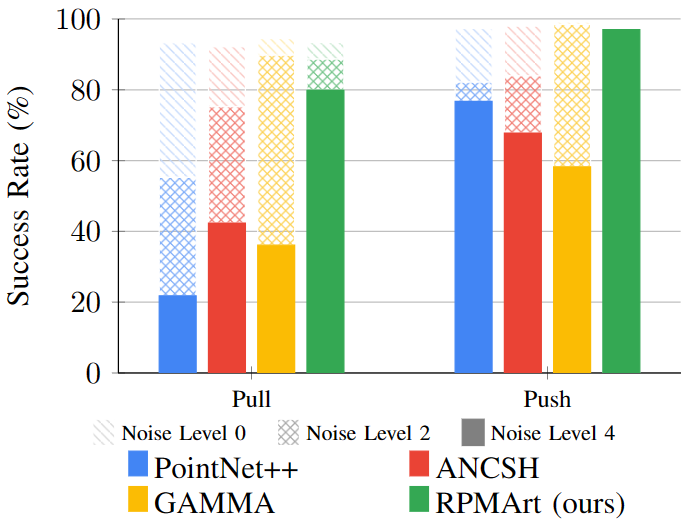 Success Rate (%)
100
80
60
40
20
0
Pull Push
Noise Level 0 Noise Level 2 Noise Level 4
PointNet++ ANCSH
GAMMA RPMArt (ours)